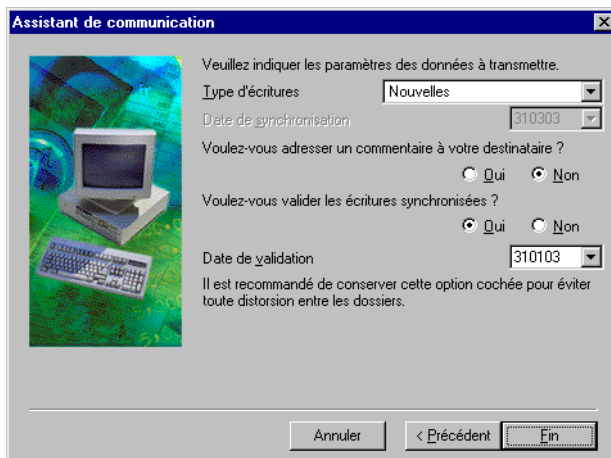 Assistant de communication
Veuillez indiquer les paramètres des données à transmettre.
Type d'écritures Nouvelles
Date de synchronisation 310303
Voulez-vous adresser un commentaire à votre destinataire ?
Oui Non
Voulez-vous valider les écritures synchronisées ?
Oui Non
Date de validation 310103
Il est recommandé de conserver cette option cochée pour éviter
toute distorsion entre les dossiers.
Annuler < Précédent Fin